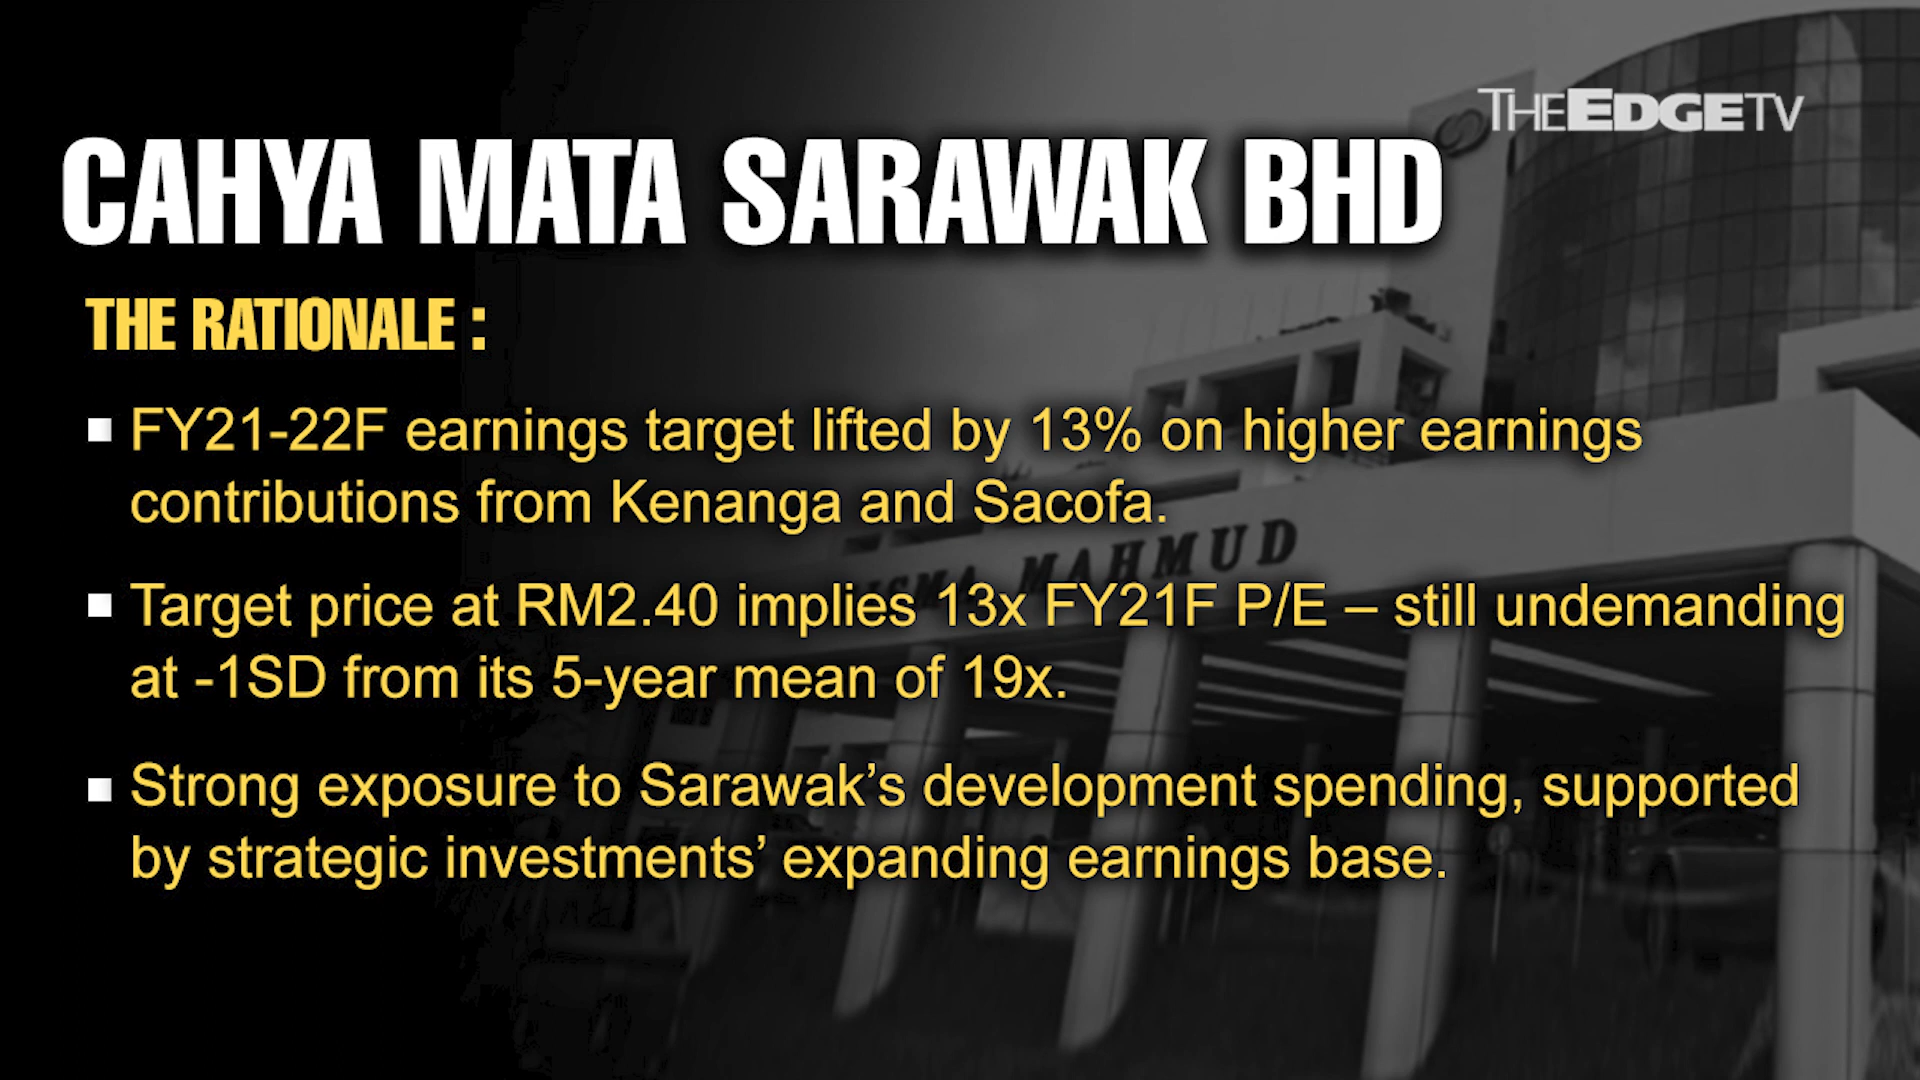 THEEDGETV
CAHYA MATA SARAWAK BHD
THE RATIONALE :
FY21-22F earnings target lifted by 13% on higher earnings
contributions from Kenanga and Sacofa.
WISMA MAHMUD
Target price at RM2.40 implies 13x FY21F P/E – still undemanding
at -1SD from its 5-year mean of 19x.
Strong exposure to Sarawak’s development spending, supported
by strategic investments’ expanding earnings base.